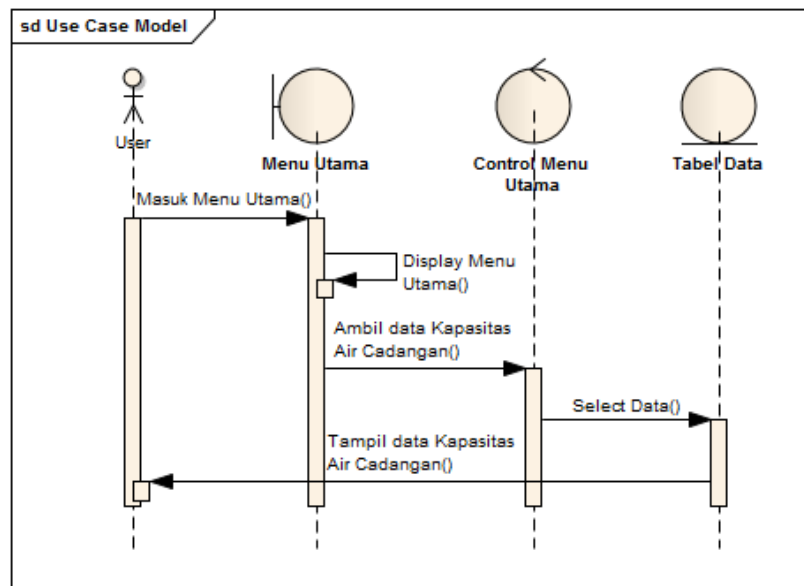 sd Use Case Model
User
Menu Utama
Control Menu
Utama
Tabel Data
Masuk Menu Utama()
Display Menu
Utama()
Ambil data Kapasitas
Air Cadangan()
Select Data()
Tampil data Kapasitas
Air Cadangan()